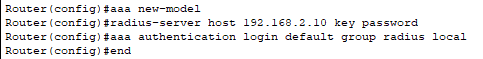 Router(config)#aaa new-model
Router(config)#radius-server host 192.168.2.10 key password
Router(config)#aaa authentication login default group radius local
Router(config)#end